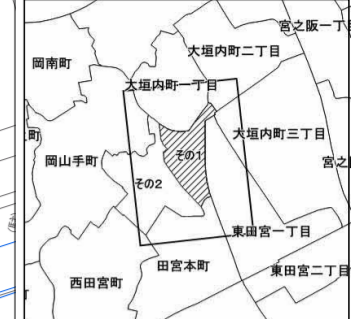 宮之阪一丁
大垣内町二丁目
岡南町
大垣内町一丁目
大垣内町三丁目
町
その1
岡山手町
宮之
その2
東田宮一丁目
田宮本町
東田宮二丁目
西田宮町